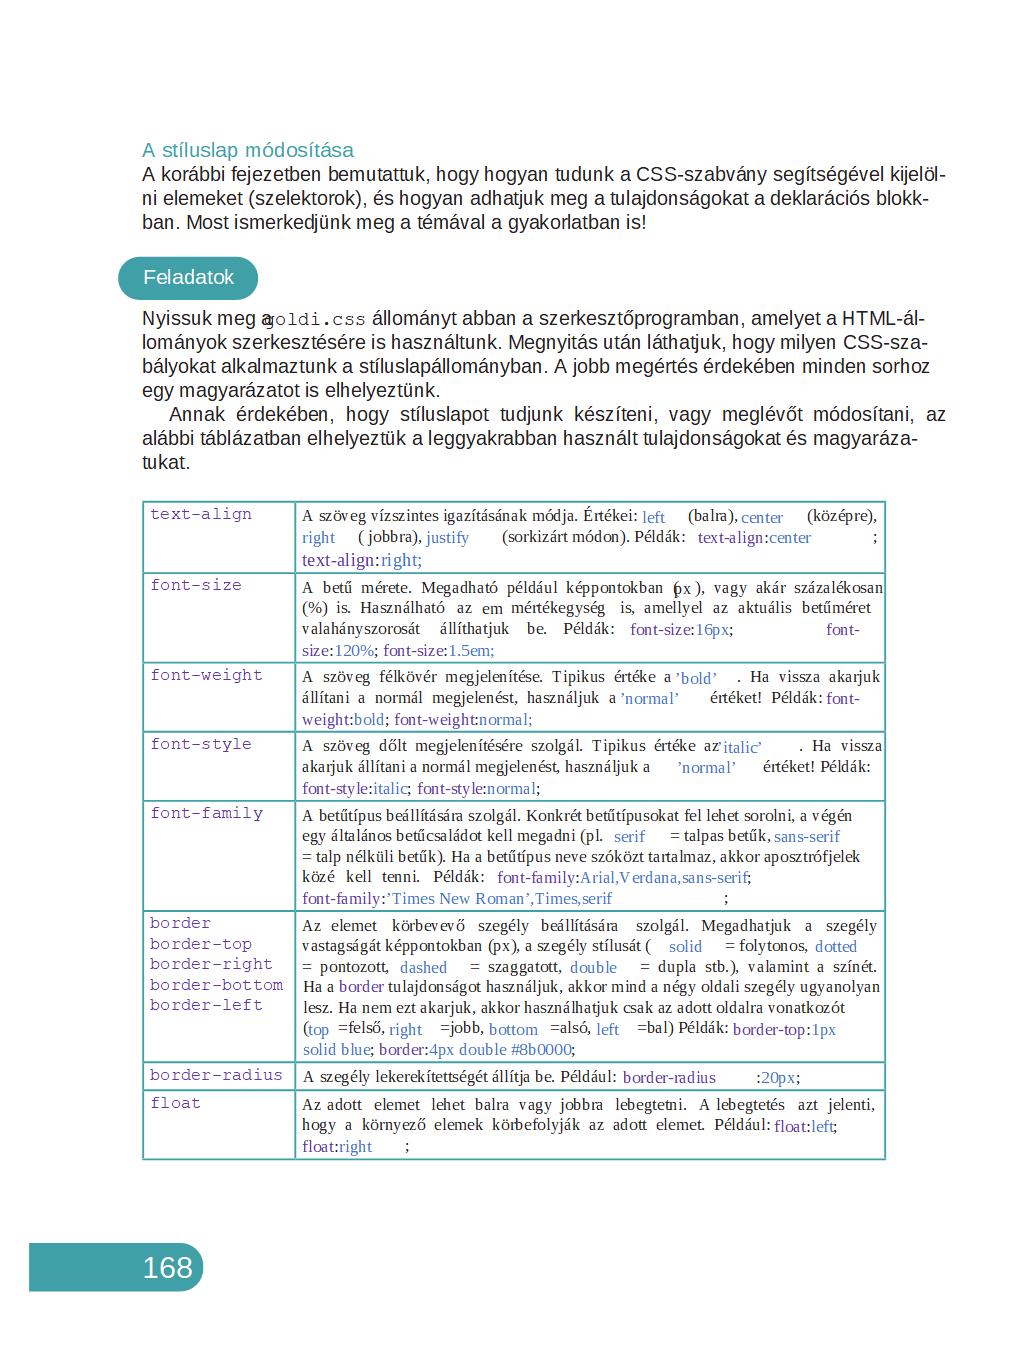 A stíluslap módosítása
A korábbi fejezetben bemutattuk, hogy hogyan tudunk a CSS-szabvány segítségével kijelöl-
ni elemeket (szelektorok), és hogyan adhatjuk meg a tulajdonságokat a deklarációs blokk-
ban. Most ismerkedjünk meg a témával a gyakorlatban is!
Feladatok
Nyissuk meg a goldi.css állományt abban a szerkesztőprogramban, amelyet a HTML-ál-
lományok szerkesztésére is használtunk. Megnyitás után láthatjuk, hogy milyen CSS-sza-
bályokat alkalmaztunk a stíluslapállományban. A jobb megértés érdekében minden sorhoz
egy magyarázatot is elhelyeztünk.
Annak érdekében, hogy stíluslapot tudjunk készíteni, vagy meglévőt módosítani, az
alábbi táblázatban elhelyeztük a leggyakrabban használt tulajdonságokat és magyaráza-
tukat.
text-align
A szöveg vízszintes igazításának módja. Értékei: left (balra), center (középre),
right ( jobbra), justify (sorkizárt módon). Példák: text-align:center ;
text-align:right;
font-size
A betű mérete. Megadható például képpontokban (px ), vagy akár százalékosan
(%) is. Használható az em mértékegység is, amellyel az aktuális betűméret
valahányszorosát állíthatjuk be. Példák: font-size:16px; font-
size:120%; font-size:1.5em;
font-weight
A szöveg félkövér megjelenítése. Tipikus értéke a ’bold’ . Ha vissza akarjuk
állítani a normál megjelenést, használjuk a ’normal’ értéket! Példák: font-
weight:bold; font-weight:normal;
font-style
A szöveg dőlt megjelenítésére szolgál. Tipikus értéke az ’italic’ . Ha vissza
akarjuk állítani a normál megjelenést, használjuk a ’normal’ értéket! Példák:
font-style:italic; font-style:normal;
font-family
A betűtípus beállítására szolgál. Konkrét betűtípusokat fel lehet sorolni, a végén
egy általános betűcsaládot kell megadni (pl. serif = talpas betűk, sans-serif
= talp nélküli betűk). Ha a betűtípus neve szóközt tartalmaz, akkor aposztrófjelek
közé kell tenni. Példák: font-family:Arial,Verdana,sans-serif;
font-family:’Times New Roman’,Times,serif ;
border
border-top
border-right
border-bottom
border-left
Az elemet körbevevő szegély beállítására szolgál. Megadhatjuk a szegély
vastagságát képpontokban (px), a szegély stílusát ( solid = folytonos, dotted
= pontozott, dashed = szaggatott, double = dupla stb.), valamint a színét.
Ha a border tulajdonságot használjuk, akkor mind a négy oldali szegély ugyanolyan
lesz. Ha nem ezt akarjuk, akkor használhatjuk csak az adott oldalra vonatkozót
(top =felső, right =jobb, bottom =alsó, left =bal) Példák: border-top:1px
solid blue; border:4px double #8b0000;
border-radius
A szegély lekerekítettségét állítja be. Például: border-radius :20px;
float
Az adott elemet lehet balra vagy jobbra lebegtetni. A lebegtetés azt jelenti,
hogy a környező elemek körbefolyják az adott elemet. Például: float:left;
float:right ;
168